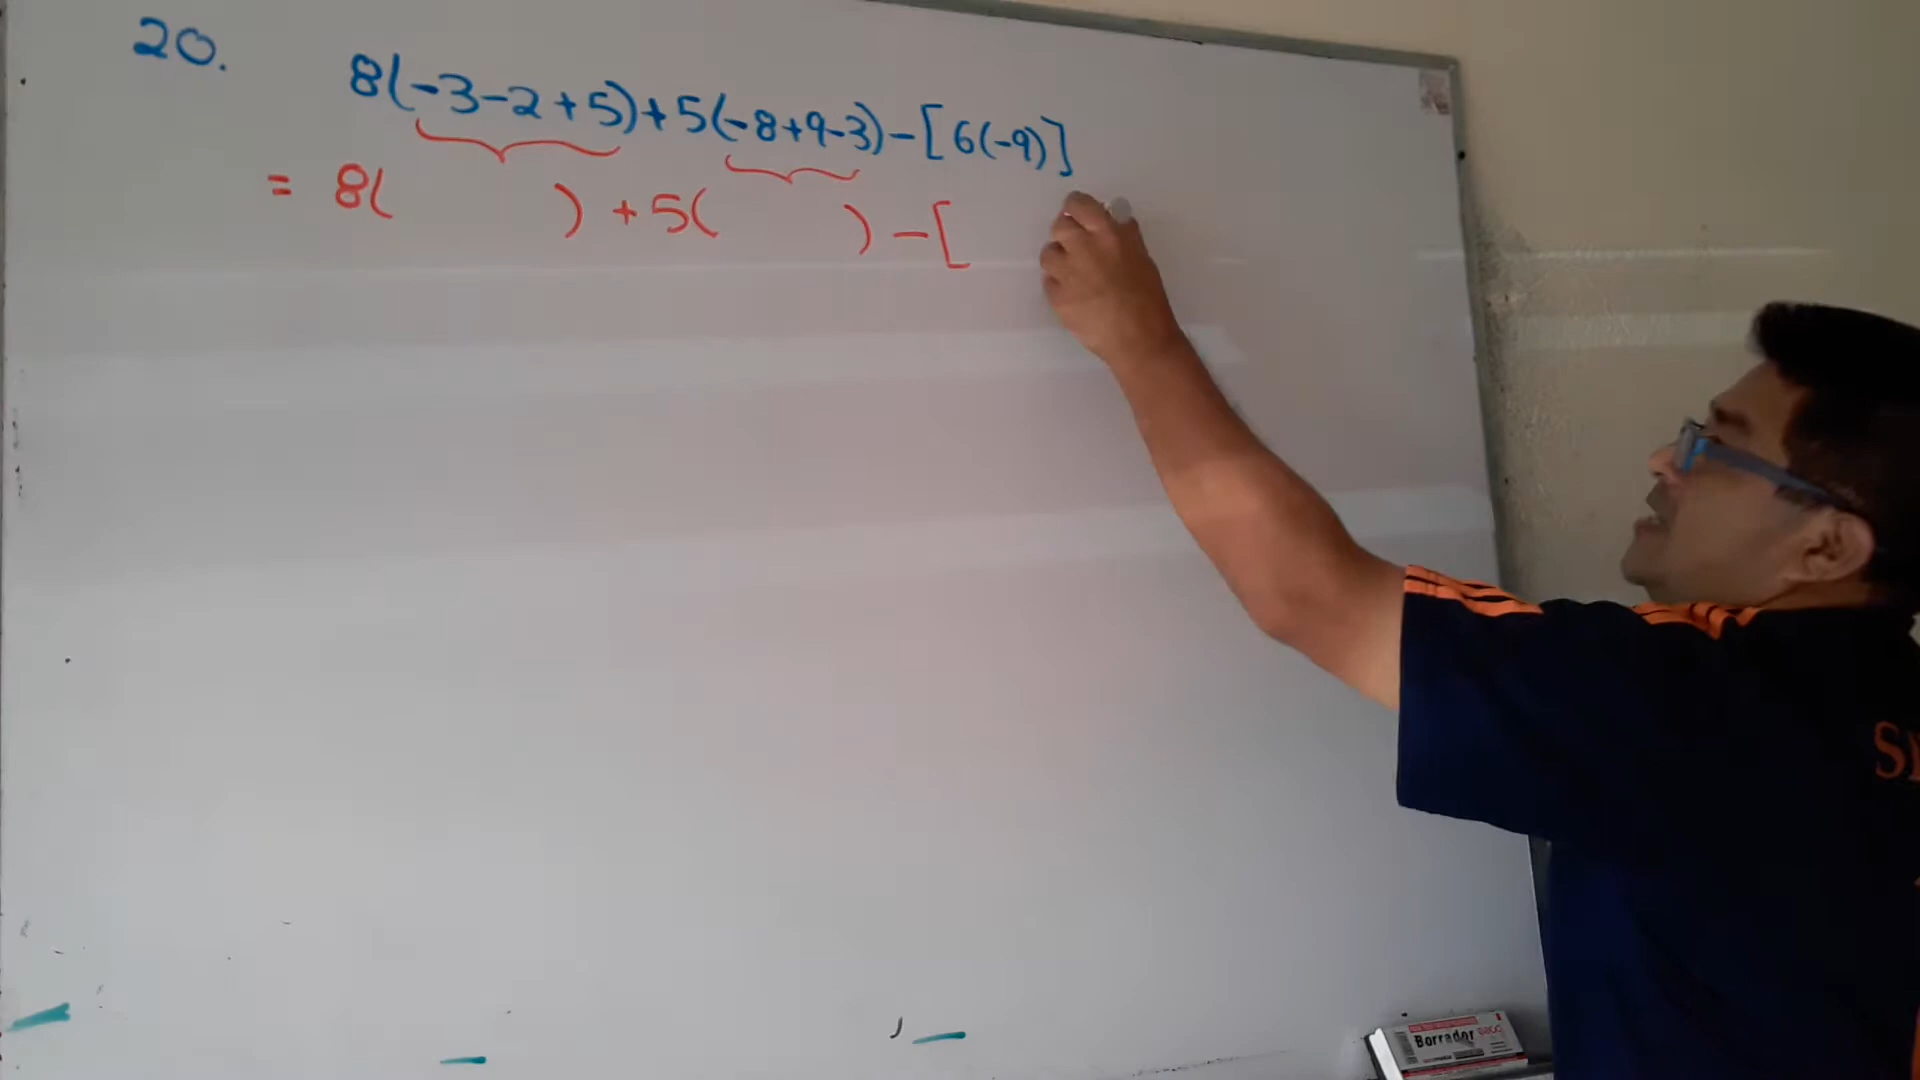 20. 8(-3-2+5)+5(-8+9-3)-[6(-9)]
= 8( ) +5( ) -[
Borrador